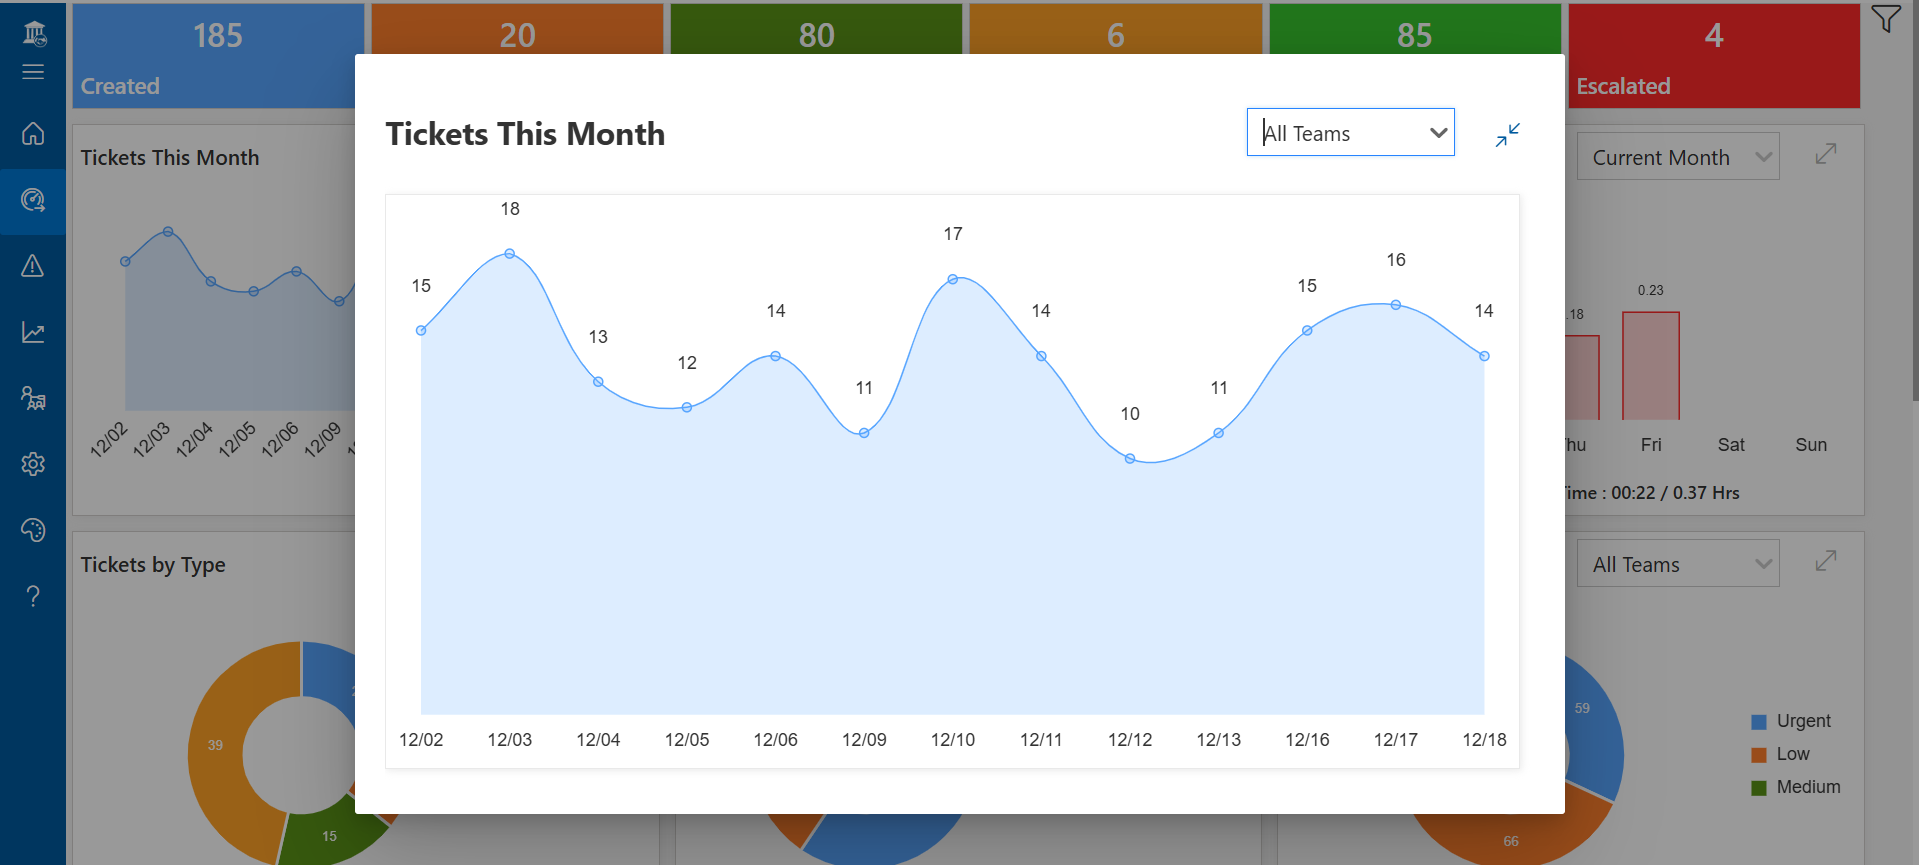 185
20
80
6
85
4
Created
Escalated
Tickets This Month
12/02
12/03
12/04
12/05
12/06
12/09
Tickets This Month
All Teams
18
17
16
15
15
14
14
14
13
12
11
11
10
12/02
12/03
12/04
12/05
12/06
12/09
12/10
12/11
12/12
12/13
12/16
12/17
12/18
Current Month
0.23
.18
Fri
Sat
Sun
: 00:22 / 0.37 Hrs
Tickets by Type
39
15
All Teams
59
66
Urgent
Low
Medium